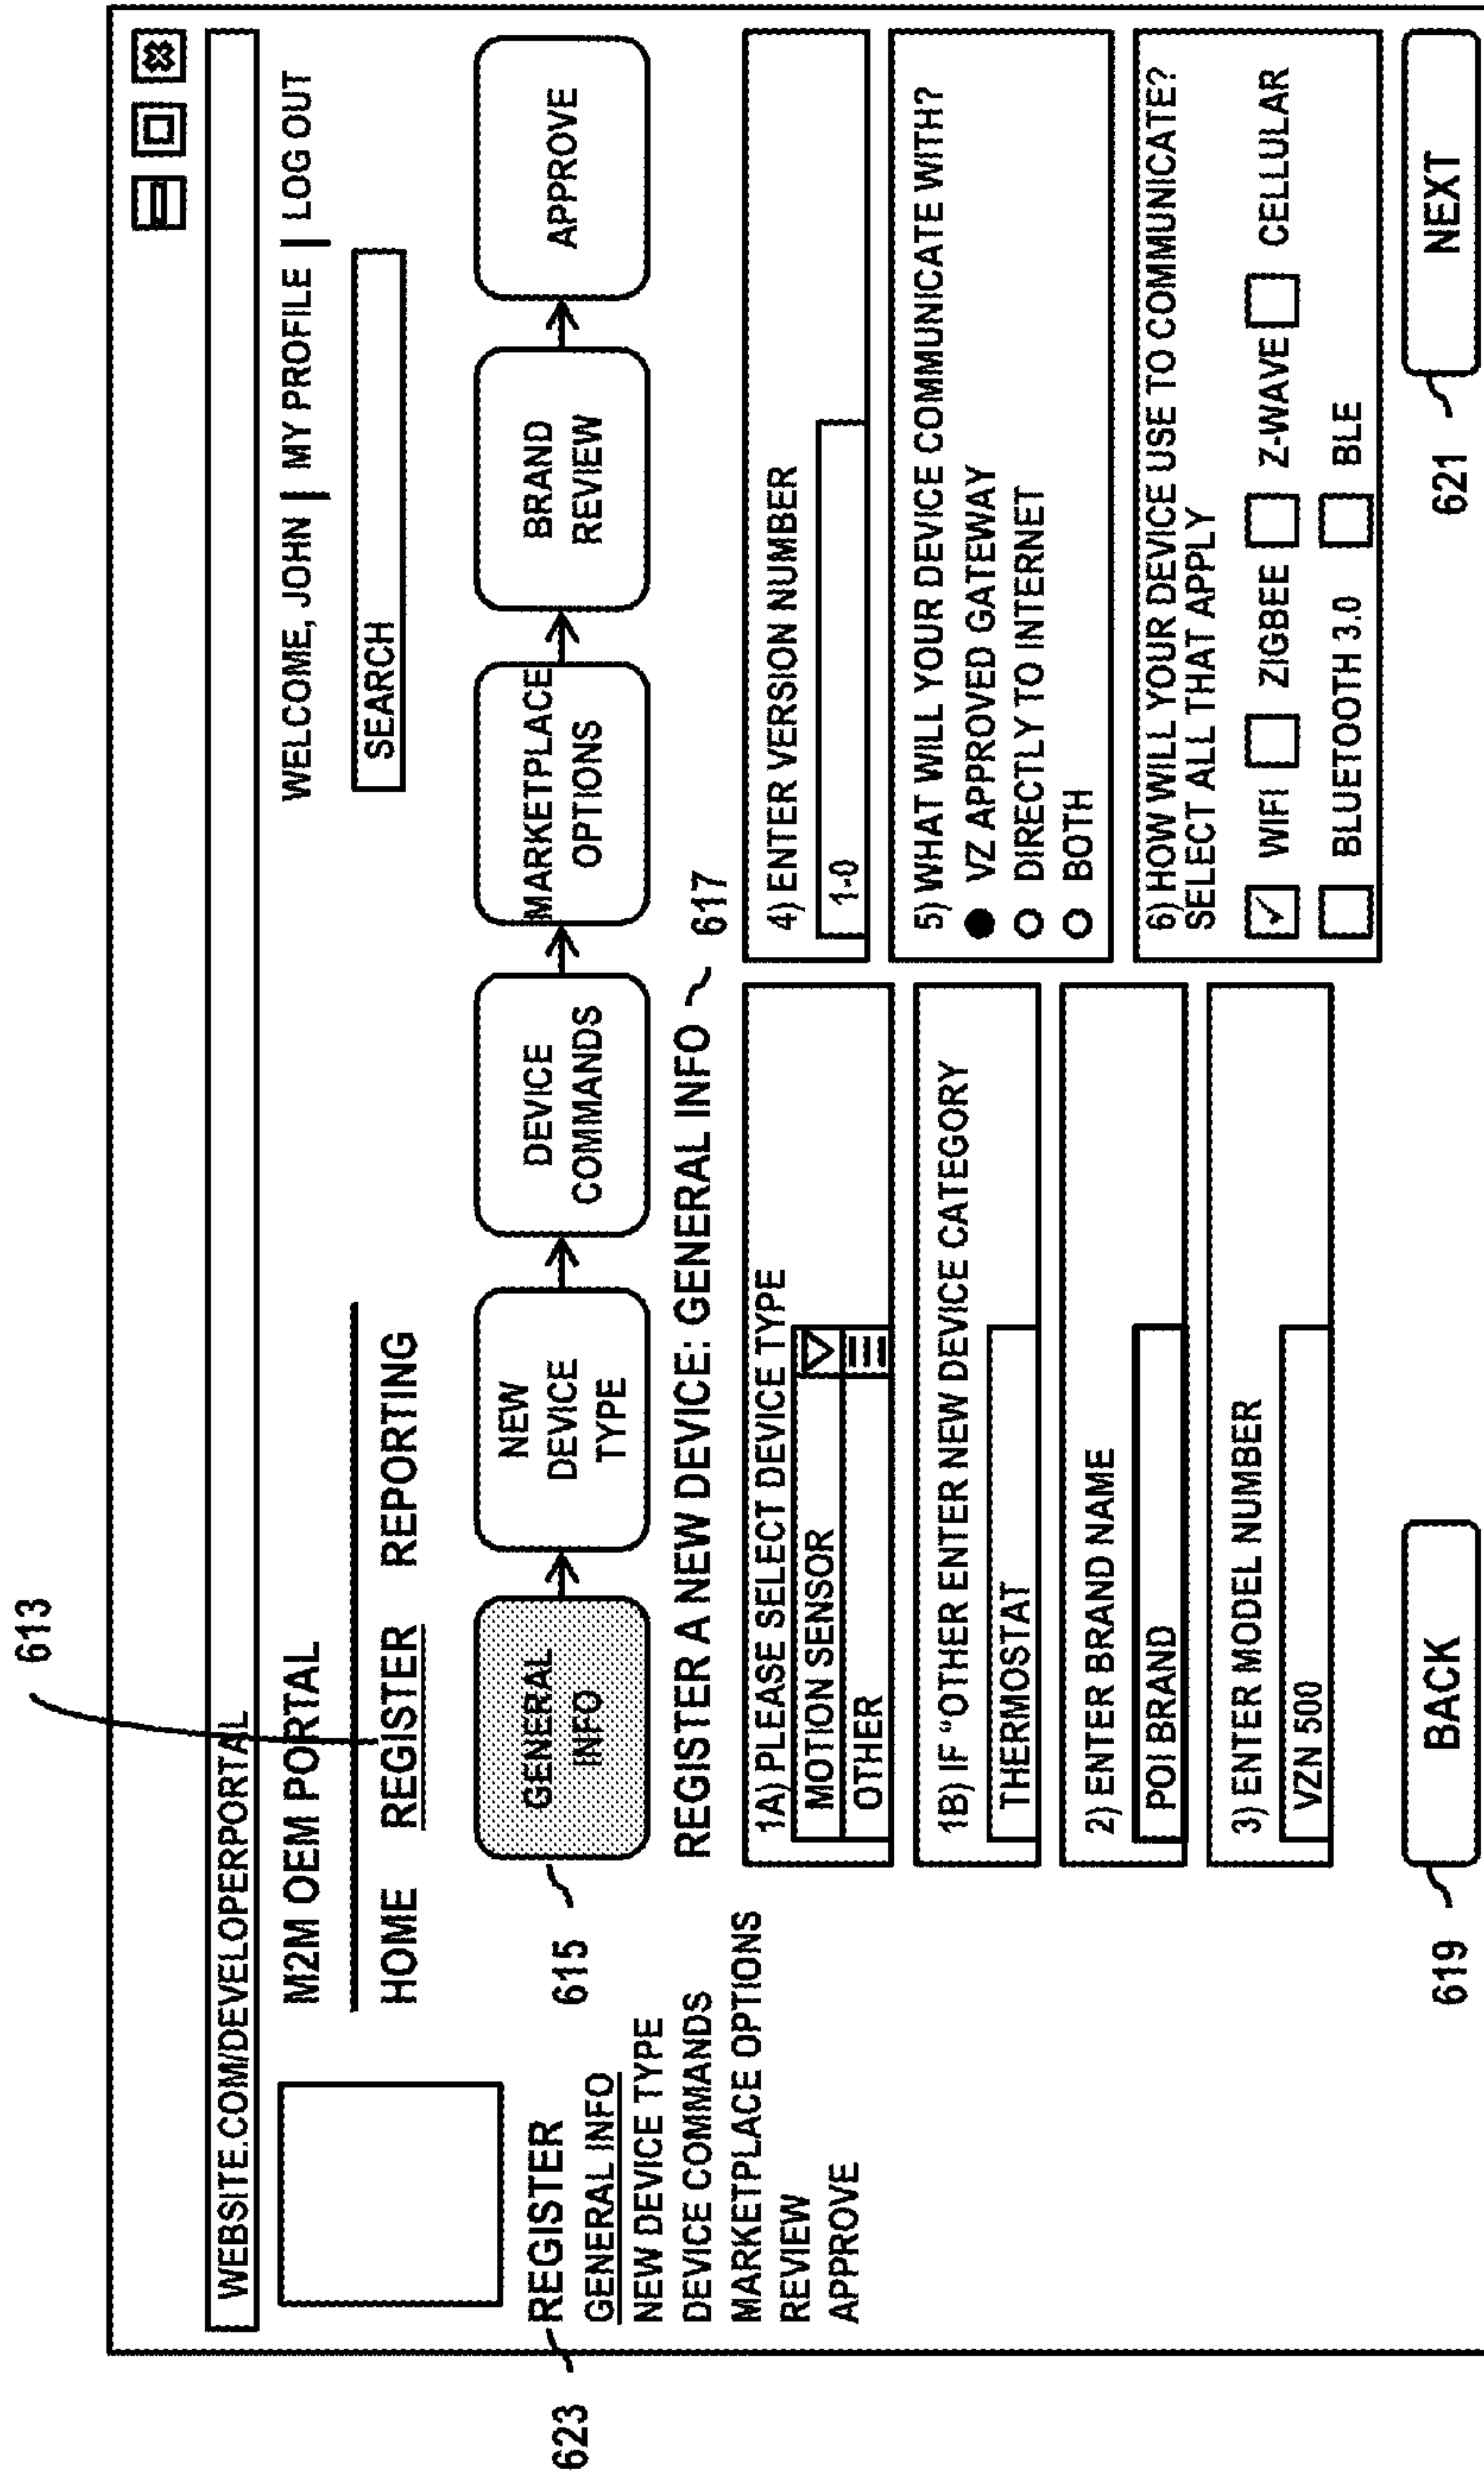 613
WEBSITE.COM/DEVELOPERPORTAL
M2M OEM PORTAL
WELCOME, JOHN | MY PROFILE | LOG OUT
HOME REGISTER REPORTING
SEARCH
623
REGISTER
GENERAL INFO
NEW DEVICE TYPE
DEVICE COMMANDS
MARKETPLACE OPTIONS
REVIEW
APPROVE
615
GENERAL
INFO
NEW
DEVICE
TYPE
DEVICE
COMMANDS
MARKETPLACE
OPTIONS
BRAND
REVIEW
APPROVE
REGISTER A NEW DEVICE: GENERAL INFO
617
1A) PLEASE SELECT DEVICE TYPE
MOTION SENSOR
OTHER
1B) IF "OTHER ENTER NEW DEVICE CATEGORY
THERMOSTAT
2) ENTER BRAND NAME
POI BRAND
3) ENTER MODEL NUMBER
VZN 500
4) ENTER VERSION NUMBER
1-0
5) WHAT WILL YOUR DEVICE COMMUNICATE WITH?
VZ APPROVED GATEWAY
DIRECTLY TO INTERNET
BOTH
6) HOW WILL YOUR DEVICE USE TO COMMUNICATE?
SELECT ALL THAT APPLY
WIFI ZIGBEE Z-WAVE CELLULAR
BLUETOOTH 3.0 BLE
619
BACK
621
NEXT